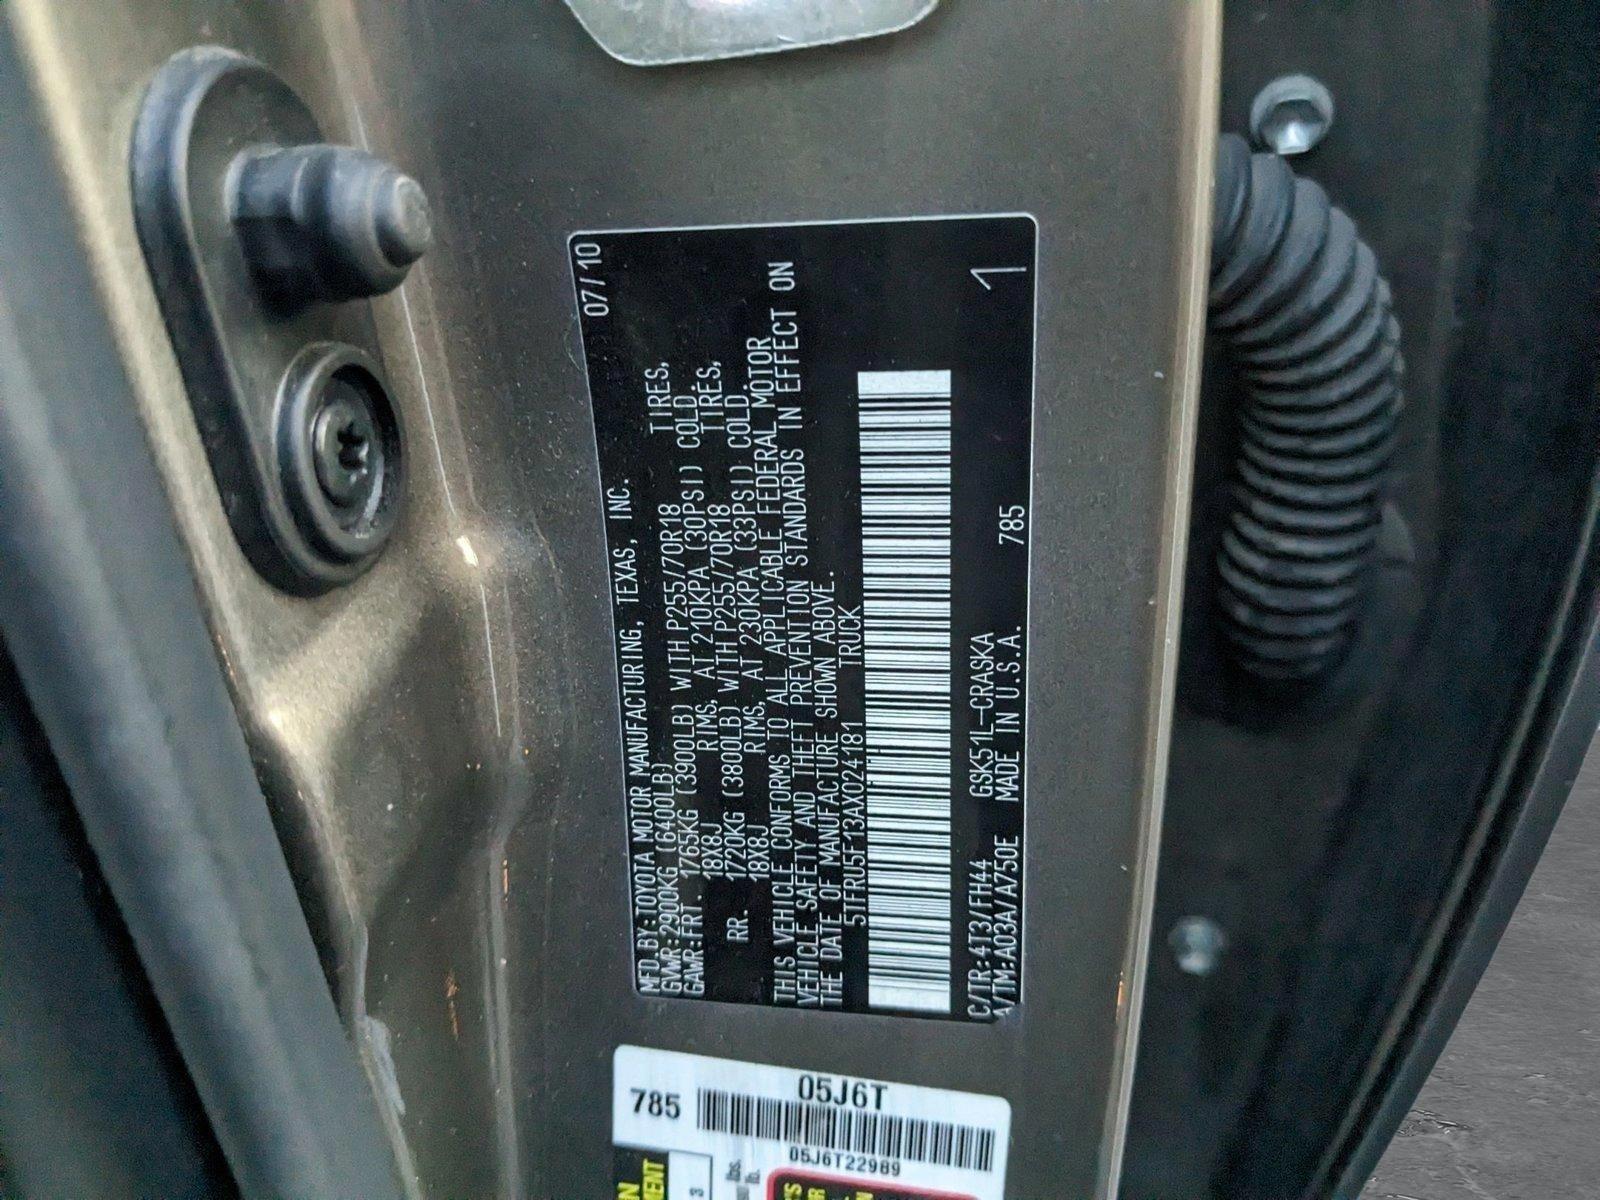 MFD. BY: TOYOTA MOTOR MANUFACTURING, TEXAS, INC. 07/10
GVWR: 2900KG (6400LB)
GAWR: FRT. 1765KG (3900LB) WITH P255/70R18 TIRES,
18X8J RIMS, AT 210KPA (30PSI) COLD.
RR. 1720KG (3800LB) WITH P255/70R18 TIRES,
18X8J RIMS, AT 230KPA (33PSI) COLD.
THIS VEHICLE CONFORMS TO ALL APPLICABLE FEDERAL MOTOR
VEHICLE SAFETY AND THEFT PREVENTION STANDARDS IN EFFECT ON
THE DATE OF MANUFACTURE SHOWN ABOVE.
5TFRU5F13AX024181 TRUCK
C/TR: 4T3/FH44 GSK51L-CRASKA
A/TM: A03A/A750E MADE IN U.S.A. 785
1
05J6T
785
05J6T22989
lbs.
3